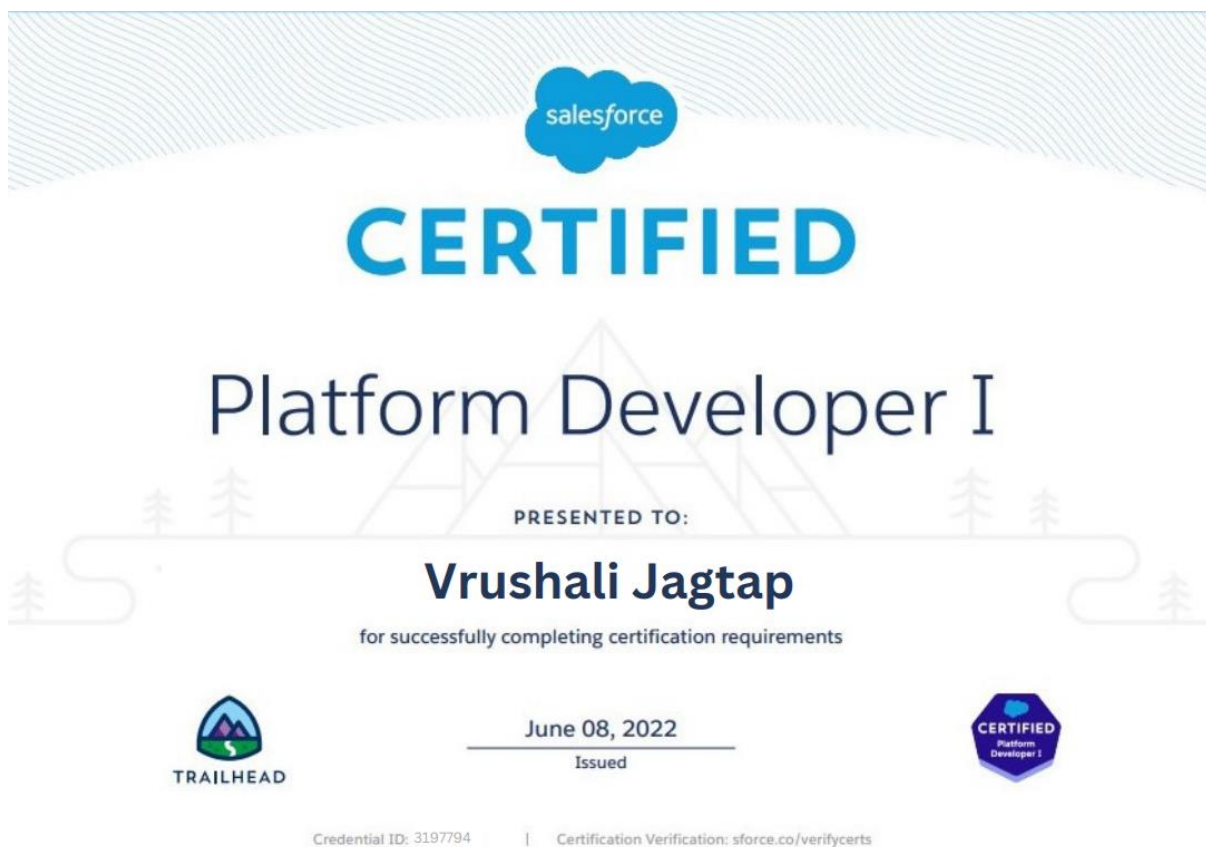 salesforce
CERTIFIED
Platform Developer I
PRESENTED TO:
Vrushali Jagtap
for successfully completing certification requirements
TRAILHEAD
June 08, 2022
Issued
CERTIFIED
Platform
Developer I
Credential ID: 3197794 | Certification Verification: sforce.co/verifycerts